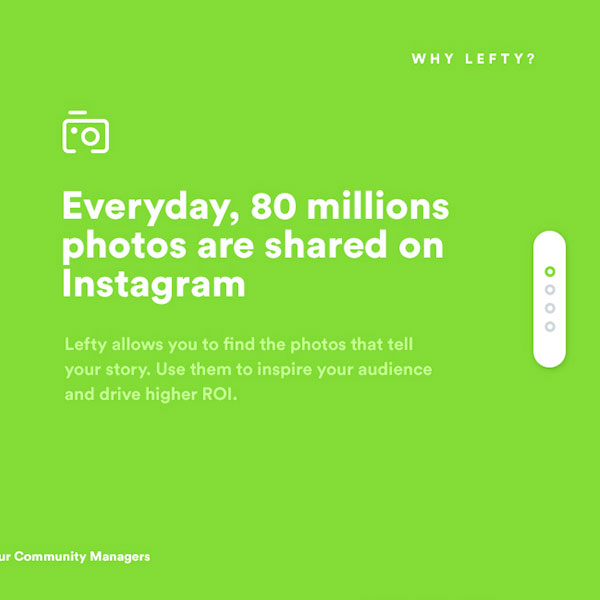 WHY LEFTY?
Everyday, 80 millions
photos are shared on
Instagram
Lefty allows you to find the photos that tell
your story. Use them to inspire your audience
and drive higher ROI.
ur Community Managers